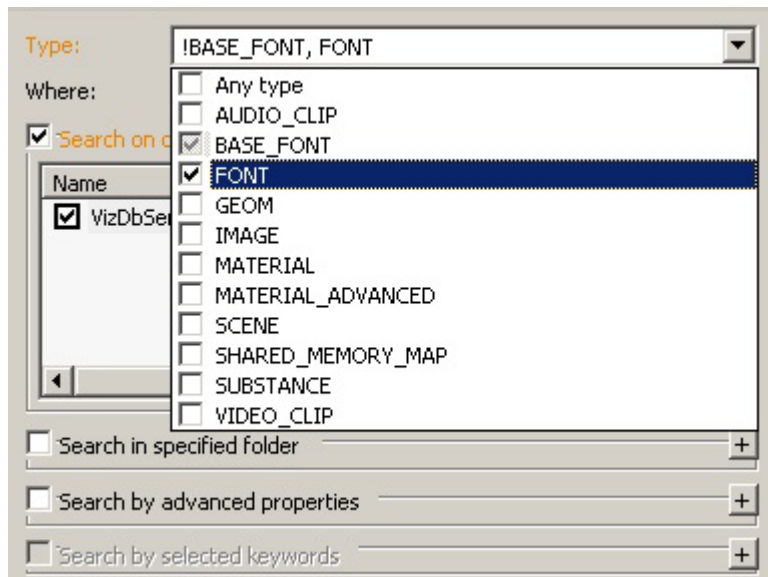 Type: !BASE_FONT, FONT
Where:
Any type
AUDIO_CLIP
Search on
BASE_FONT
FONT
Name
GEOM
VizDbSer
IMAGE
MATERIAL
MATERIAL_ADVANCED
SCENE
SHARED_MEMORY_MAP
SUBSTANCE
VIDEO_CLIP
Search in specified folder +
Search by advanced properties +
Search by selected keywords +